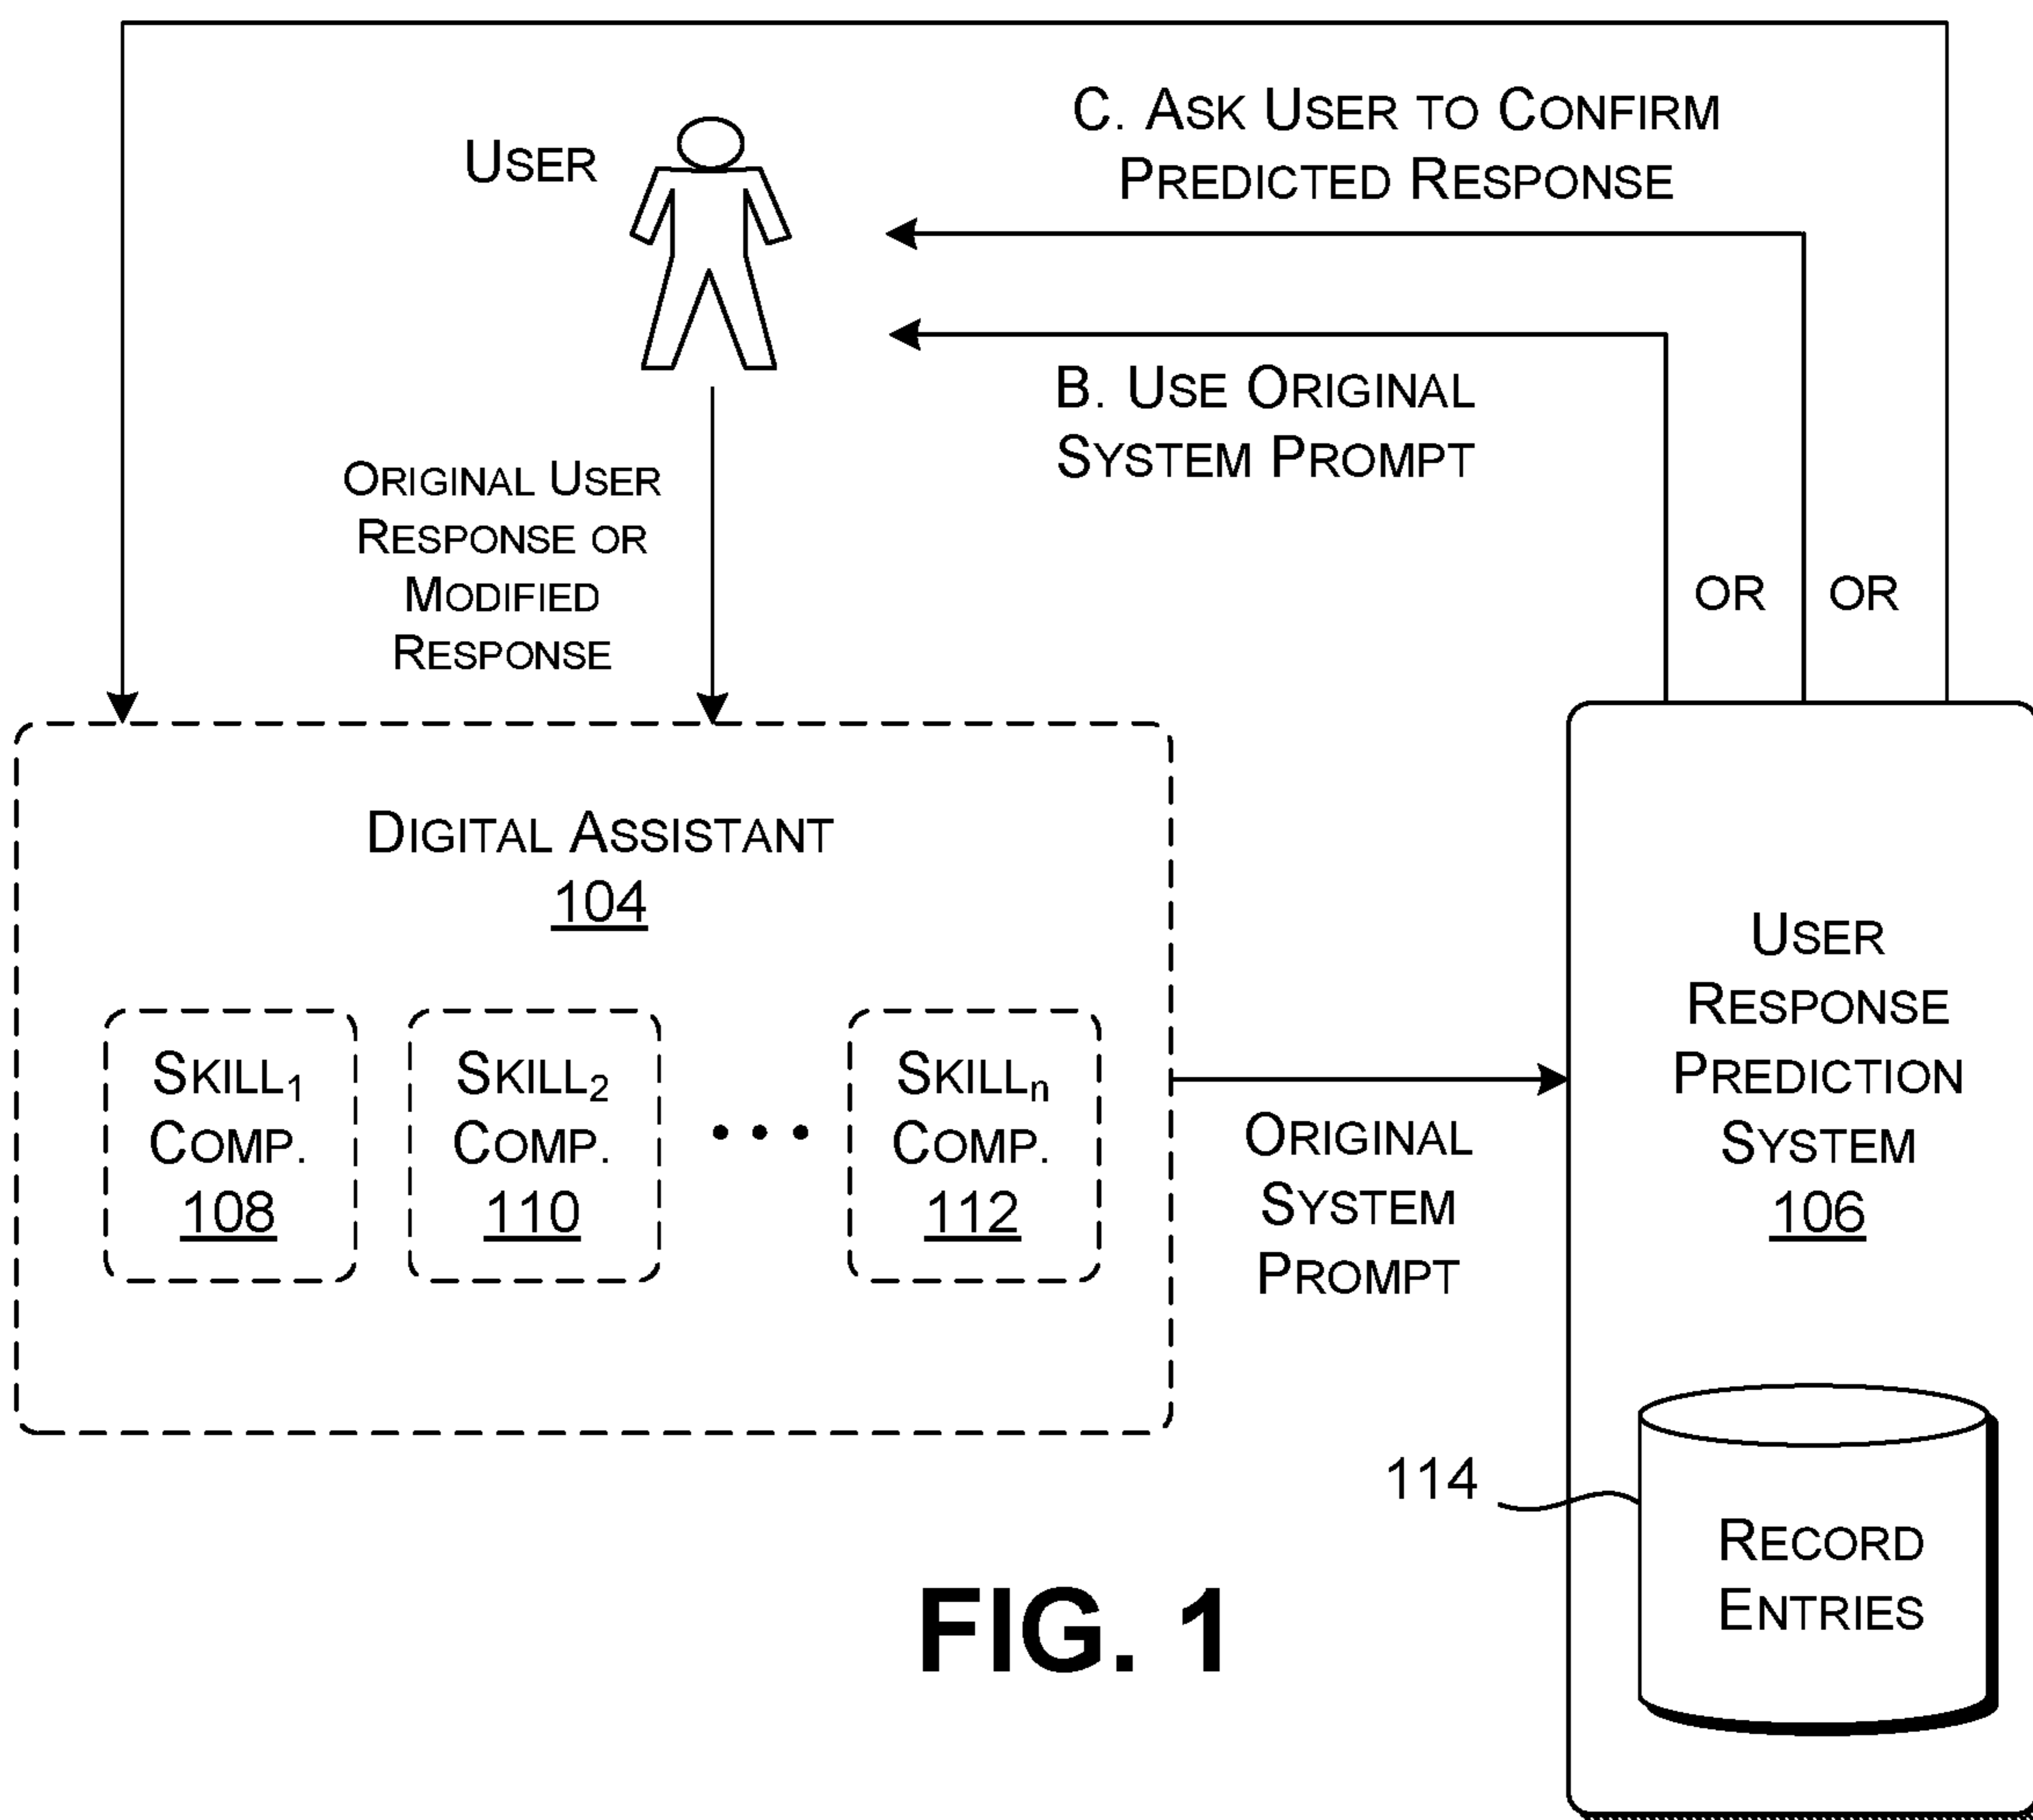 C. Ask User to Confirm
Predicted Response
User
B. Use Original
System Prompt
Original User
Response or
Modified
Response
or
or
Digital Assistant
104
Skill1
Comp.
108
Skill2
Comp.
110
• • •
Skilln
Comp.
112
Original
System
Prompt
User
Response
Prediction
System
106
114
Record
Entries
FIG. 1